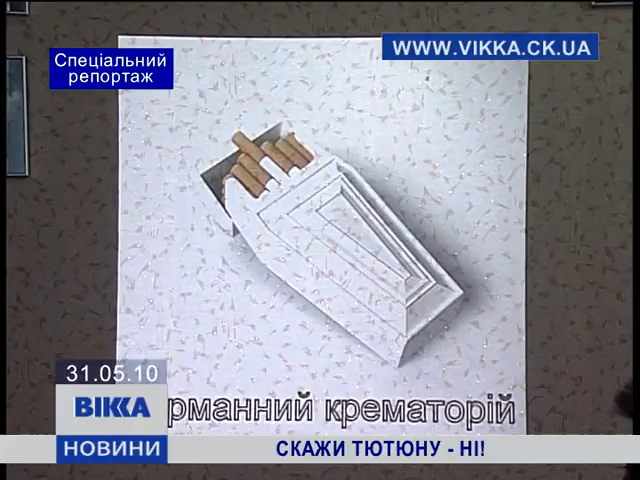 Спеціальний
репортаж
WWW.VIKKA.CK.UA
31.05.10
ВІККА
рманний крематорій
НОВИНИ
СКАЖИ ТЮТЮНУ - НІ!